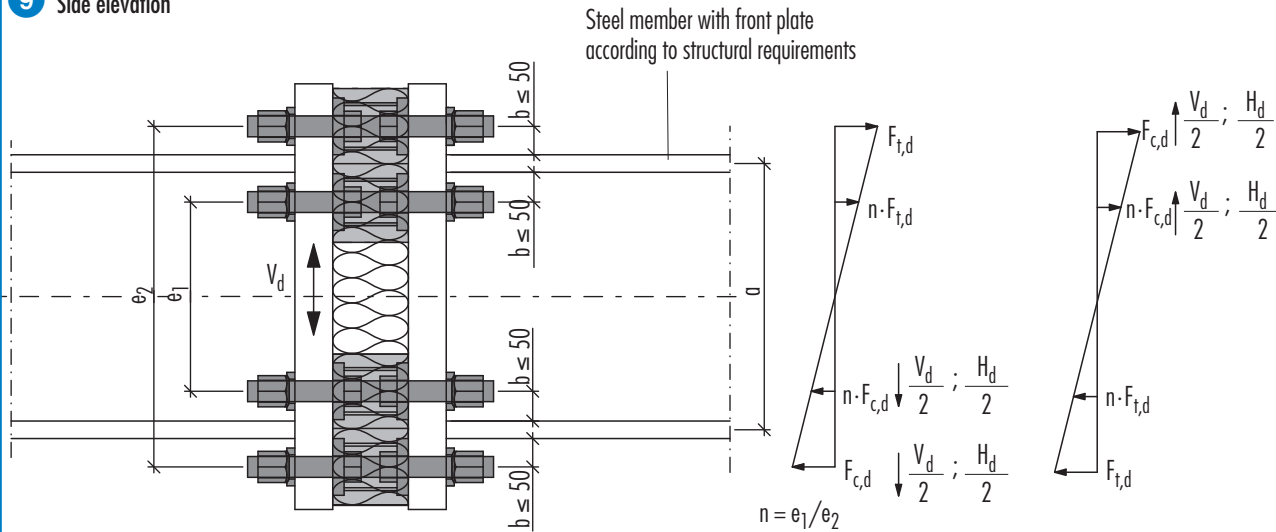 9 Side elevation
Steel member with front plate
according to structural requirements
b ≤ 50
b ≤ 50
b ≤ 50
b ≤ 50
e2
e1
Vd
a
Ft,d
n·Ft,d
n·Fc,d Vd/2 ; Hd/2
Fc,d Vd/2 ; Hd/2
n = e1/e2
Fc,d Vd/2 ; Hd/2
n·Fc,d Vd/2 ; Hd/2
n·Ft,d
Ft,d